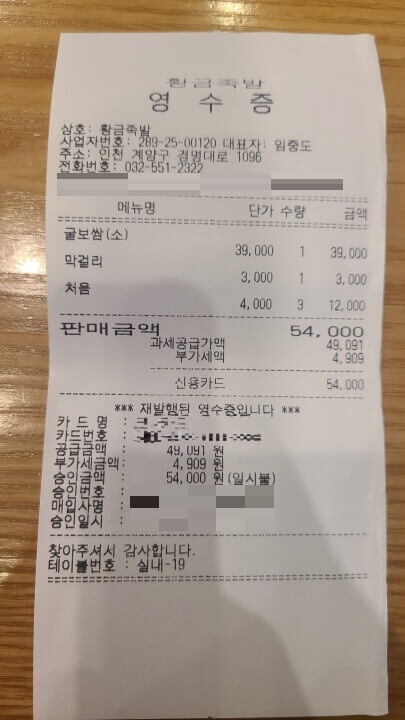 황금족발
영 수 증
상호: 황금족발
사업자번호: 289-25-00120 대표자: 임중도
주소: 인천 계양구 경명대로 1096
전화번호: 032-551-2322
메뉴명 단가 수량 금액
굴보쌈(소)
39,000 1 39,000
막걸리
3,000 1 3,000
처음
4,000 3 12,000
판매금액 54,000
과세공급가액 49,091
부가세액 4,909
신용카드 54,000
*** 재발행된 영수증입니다 ***
카 드 명 :
카드번호 :
공급금액 : 49,091 원
부가세금액: 4,909 원
승인금액 : 54,000 원(일시불)
승인번호 :
매입사명 :
승인일시 :
찾아주셔서 감사합니다.
테이블번호 : 실내-19